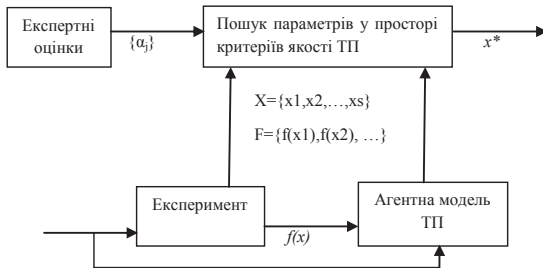 Експертні
оцінки
{αj}
Пошук параметрів у просторі
критеріїв якості ТП
x*
X={x1,x2,…,xs}
F={f(x1),f(x2), …}
Експеримент
f(x)
Агентна модель
ТП